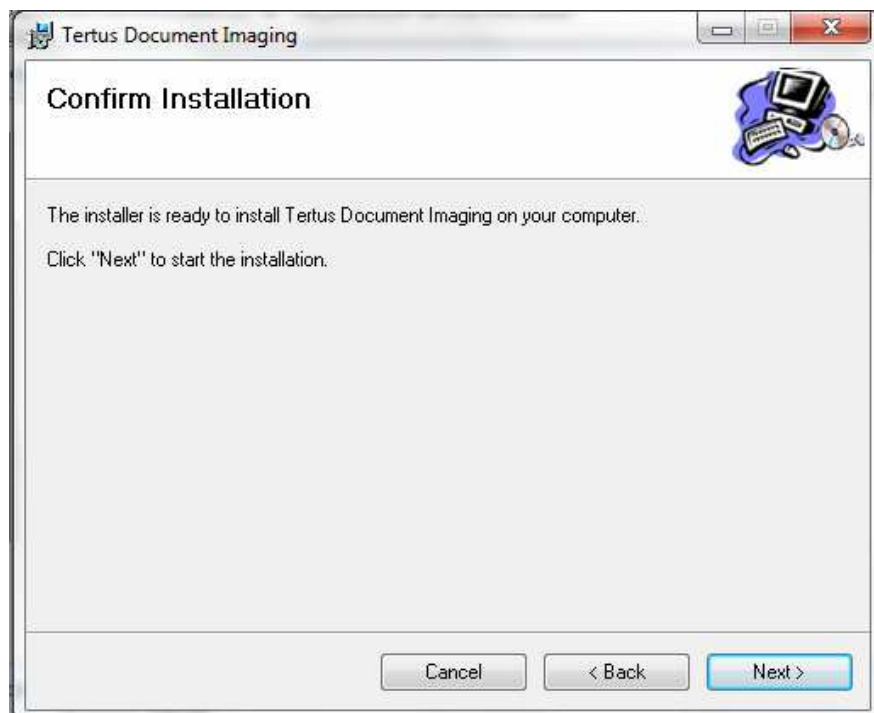 Tertus Document Imaging
Confirm Installation
The installer is ready to install Tertus Document Imaging on your computer.
Click "Next" to start the installation.
Cancel
< Back
Next >